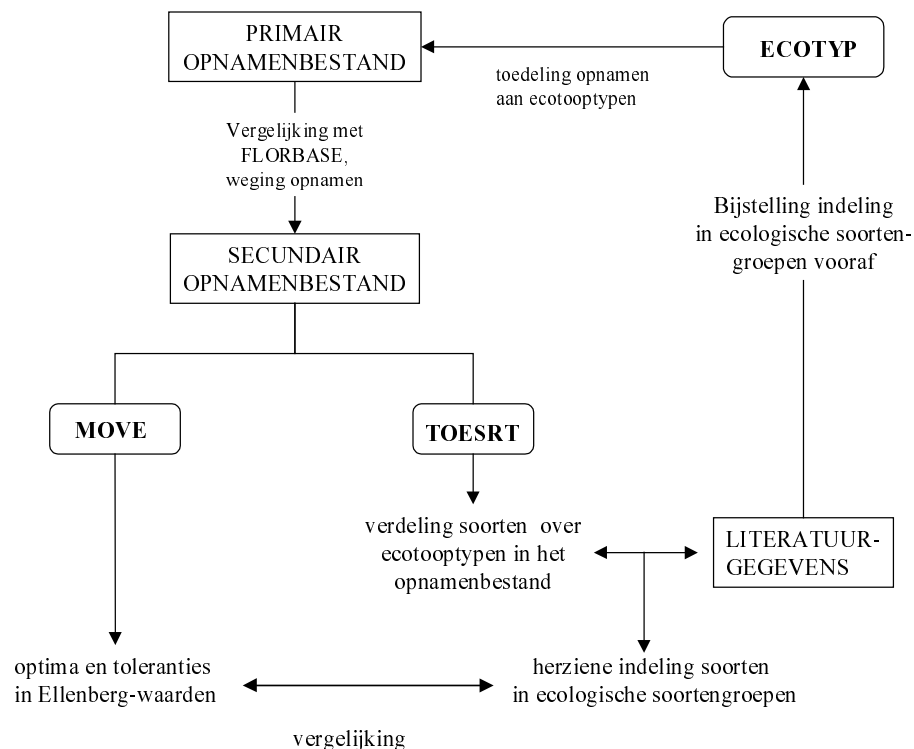 PRIMAIR
OPNAMENBESTAND
ECOTYP
toedeling opnamen
aan ecotooptypen
Vergelijking met
FLORBASE,
weging opnamen
Bijstelling indeling
in ecologische soorten-
groepen vooraf
SECUNDAIR
OPNAMENBESTAND
MOVE
TOESRT
verdeling soorten over
ecotooptypen in het
opnamenbestand
LITERATUUR-
GEGEVENS
optima en toleranties
in Ellenberg-waarden
herziene indeling soorten
in ecologische soortengroepen
vergelijking